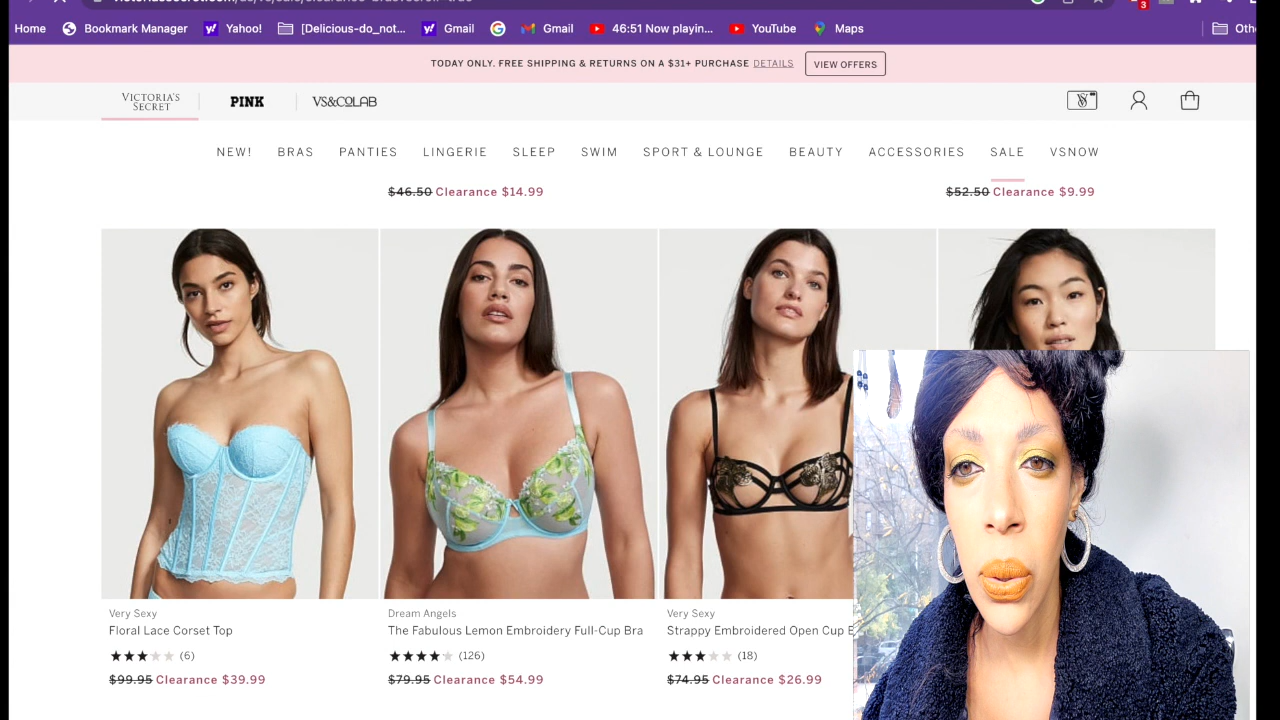 3
Home Bookmark Manager Yahoo! [Delicious-do_not... Gmail Gmail 46:51 Now playin... YouTube Maps Oth
TODAY ONLY. FREE SHIPPING & RETURNS ON A $31+ PURCHASE DETAILS VIEW OFFERS
VICTORIA'S
SECRET
PINK VS&COLAB
NEW! BRAS PANTIES LINGERIE SLEEP SWIM SPORT & LOUNGE BEAUTY ACCESSORIES SALE VSNOW
$46.50 Clearance $14.99 $52.50 Clearance $9.99
Very Sexy Dream Angels Very Sexy
Floral Lace Corset Top The Fabulous Lemon Embroidery Full-Cup Bra Strappy Embroidered Open Cup
(6) (126) (18)
$99.95 Clearance $39.99 $79.95 Clearance $54.99 $74.95 Clearance $26.99